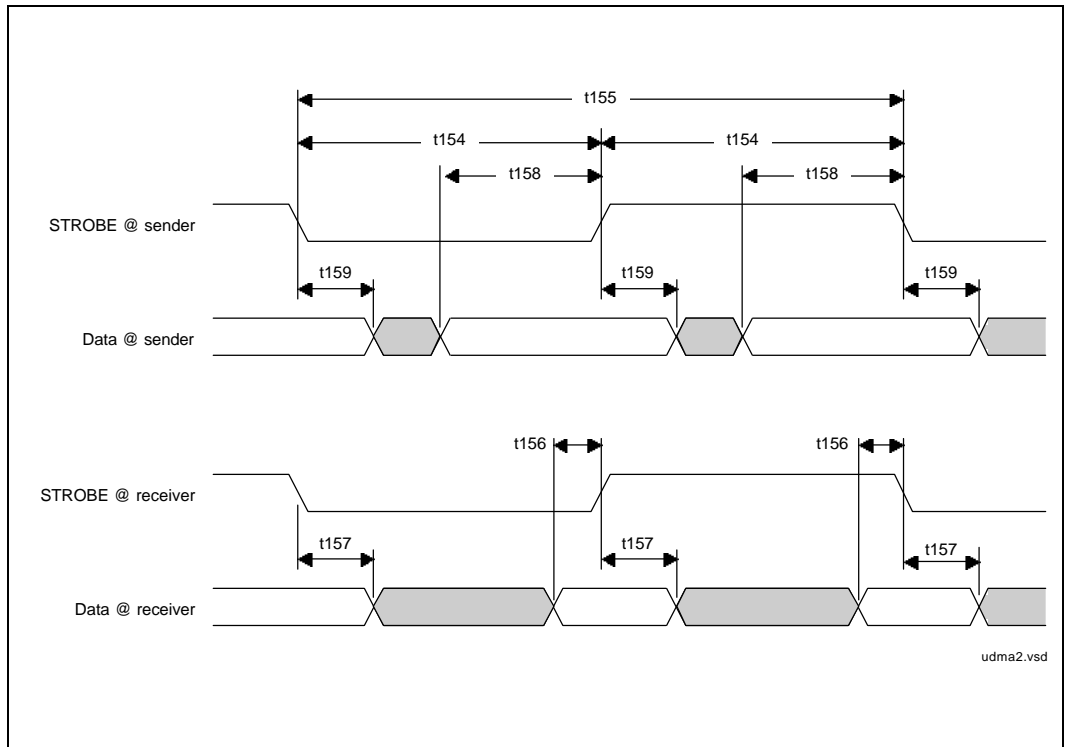 t155
t154 t154
t158 t158
STROBE @ sender
t159 t159 t159
Data @ sender
t156 t156
STROBE @ receiver
t157 t157 t157
Data @ receiver
udma2.vsd